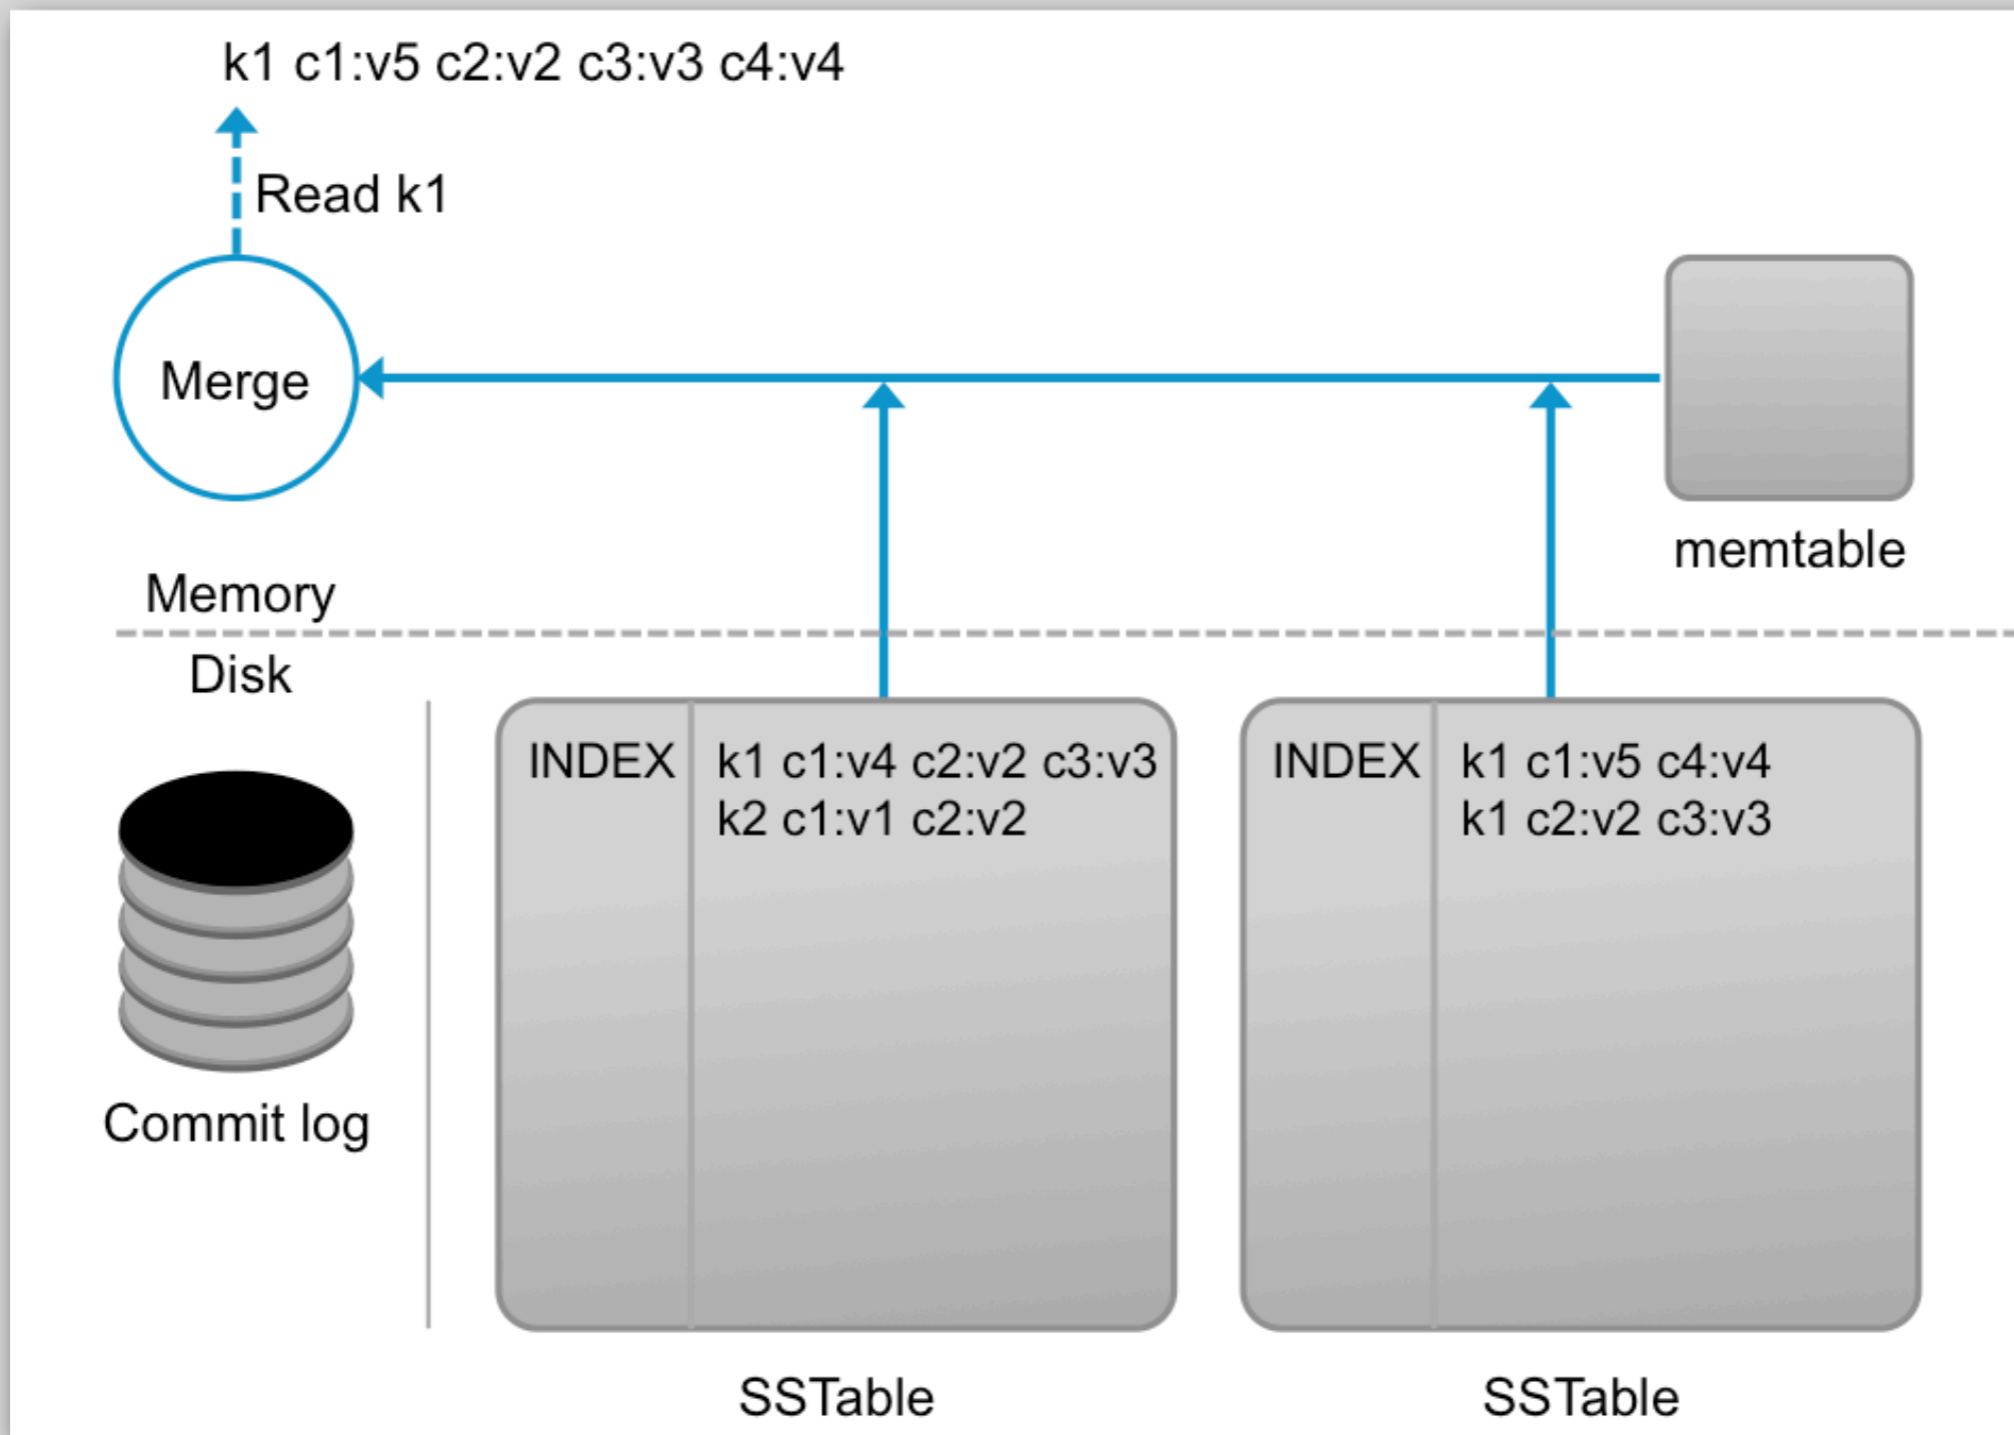 k1 c1:v5 c2:v2 c3:v3 c4:v4
Read k1
Merge
memtable
Memory
Disk
INDEX
k1 c1:v4 c2:v2 c3:v3
k2 c1:v1 c2:v2
INDEX
k1 c1:v5 c4:v4
k1 c2:v2 c3:v3
Commit log
SSTable
SSTable